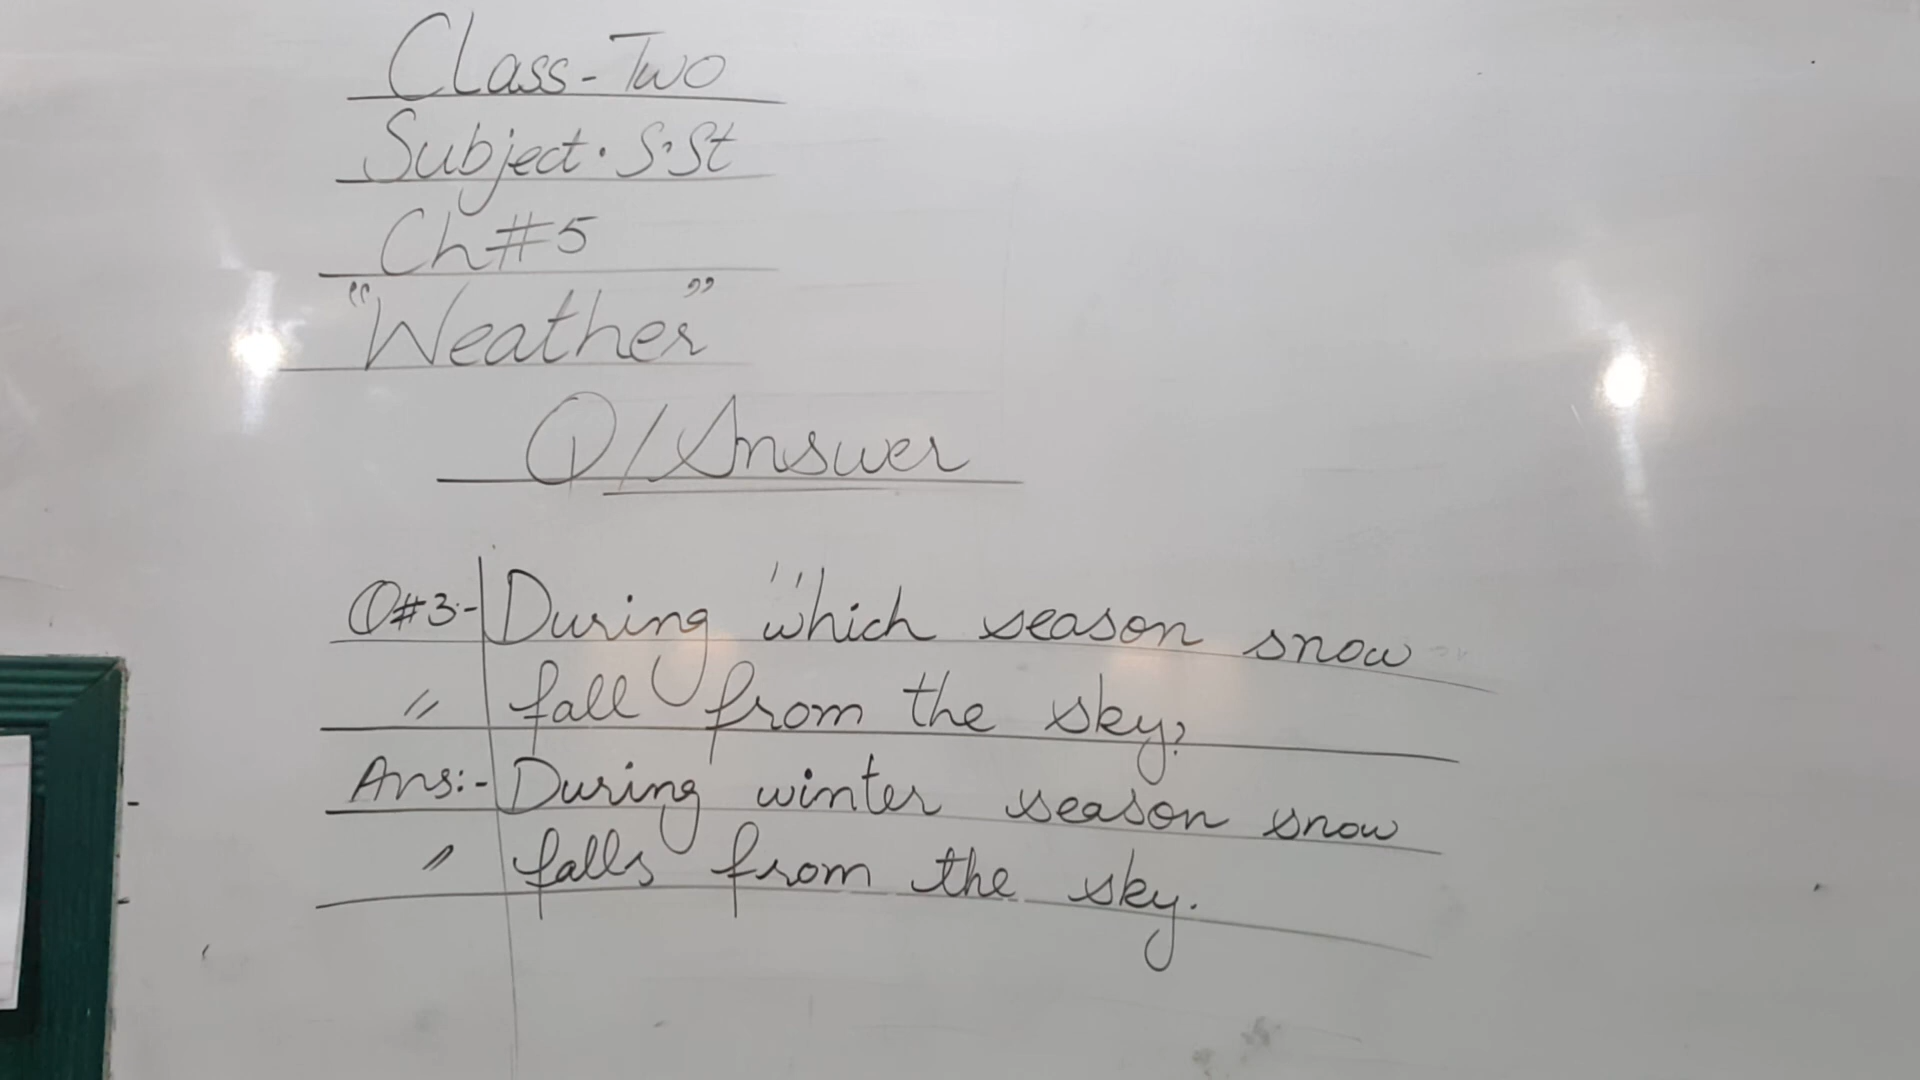 Class-Two
Subject. S.St
Ch#5
"Weather"
Q/Answer
Q#3:- During which season snow
" fall from the sky?
Ans:- During winter season snow
" falls from the sky.